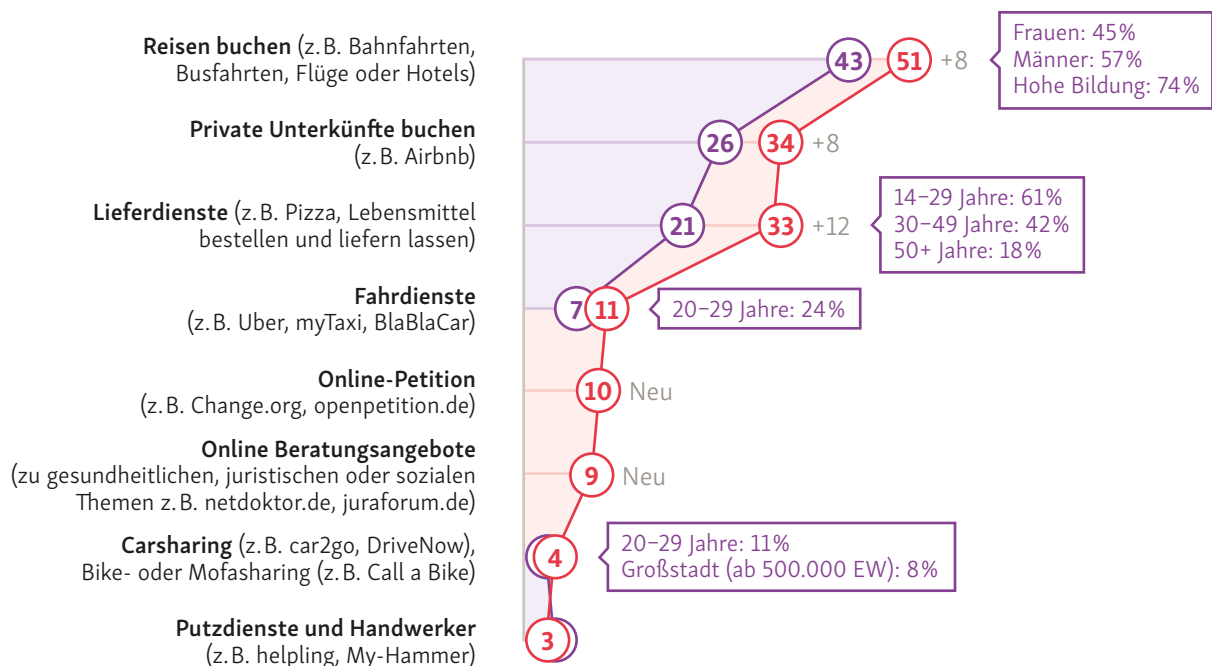 Reisen buchen (z.B. Bahnfahrten,
Busfahrten, Flüge oder Hotels)
43
51
+8
Frauen: 45%
Männer: 57%
Hohe Bildung: 74%
Private Unterkünfte buchen
(z.B. Airbnb)
26
34
+8
Lieferdienste (z.B. Pizza, Lebensmittel
bestellen und liefern lassen)
21
33
+12
14–29 Jahre: 61%
30–49 Jahre: 42%
50+ Jahre: 18%
Fahrdienste
(z.B. Uber, myTaxi, BlaBlaCar)
7
11
20–29 Jahre: 24%
Online-Petition
(z.B. Change.org, openpetition.de)
10
Neu
Online Beratungsangebote
(zu gesundheitlichen, juristischen oder sozialen
Themen z.B. netdoktor.de, juraforum.de)
9
Neu
Carsharing (z.B. car2go, DriveNow),
Bike- oder Mofasharing (z.B. Call a Bike)
4
20–29 Jahre: 11%
Großstadt (ab 500.000 EW): 8%
Putzdienste und Handwerker
(z.B. helpling, My-Hammer)
3